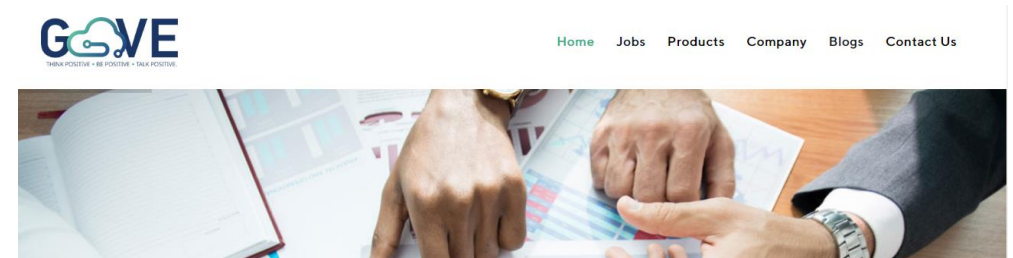 GOVE
THINK POSITIVE • BE POSITIVE • TALK POSITIVE.
Home Jobs Products Company Blogs Contact Us